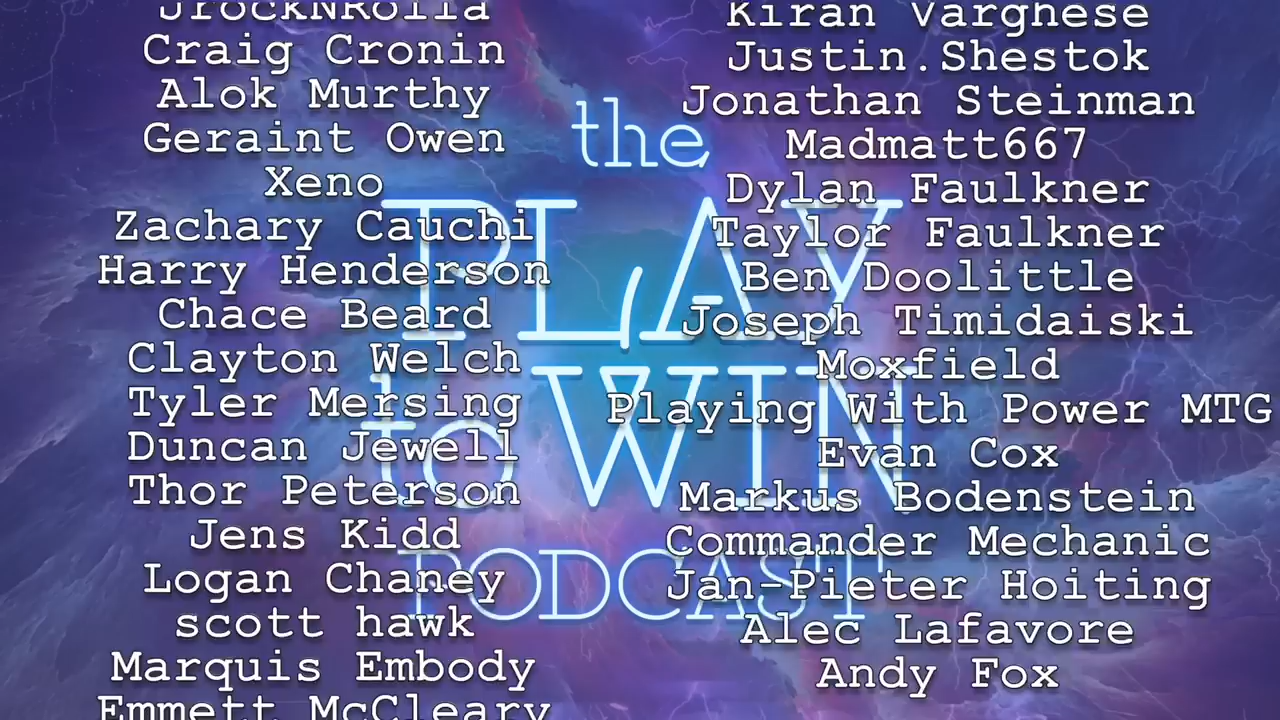 JrockNRolla
Craig Cronin
Alok Murthy
Geraint Owen
Xeno
Zachary Cauchi
Harry Henderson
Chace Beard
Clayton Welch
Tyler Mersing
Duncan Jewell
Thor Peterson
Jens Kidd
Logan Chaney
scott hawk
Marquis Embody
Emmett McCleary
the
PLAY
to WIN
PODCAST
Kiran Varghese
Justin.Shestok
Jonathan Steinman
Madmatt667
Dylan Faulkner
Taylor Faulkner
Ben Doolittle
Joseph Timidaiski
Moxfield
Playing With Power MTG
Evan Cox
Markus Bodenstein
Commander Mechanic
Jan-Pieter Hoiting
Alec Lafavore
Andy Fox